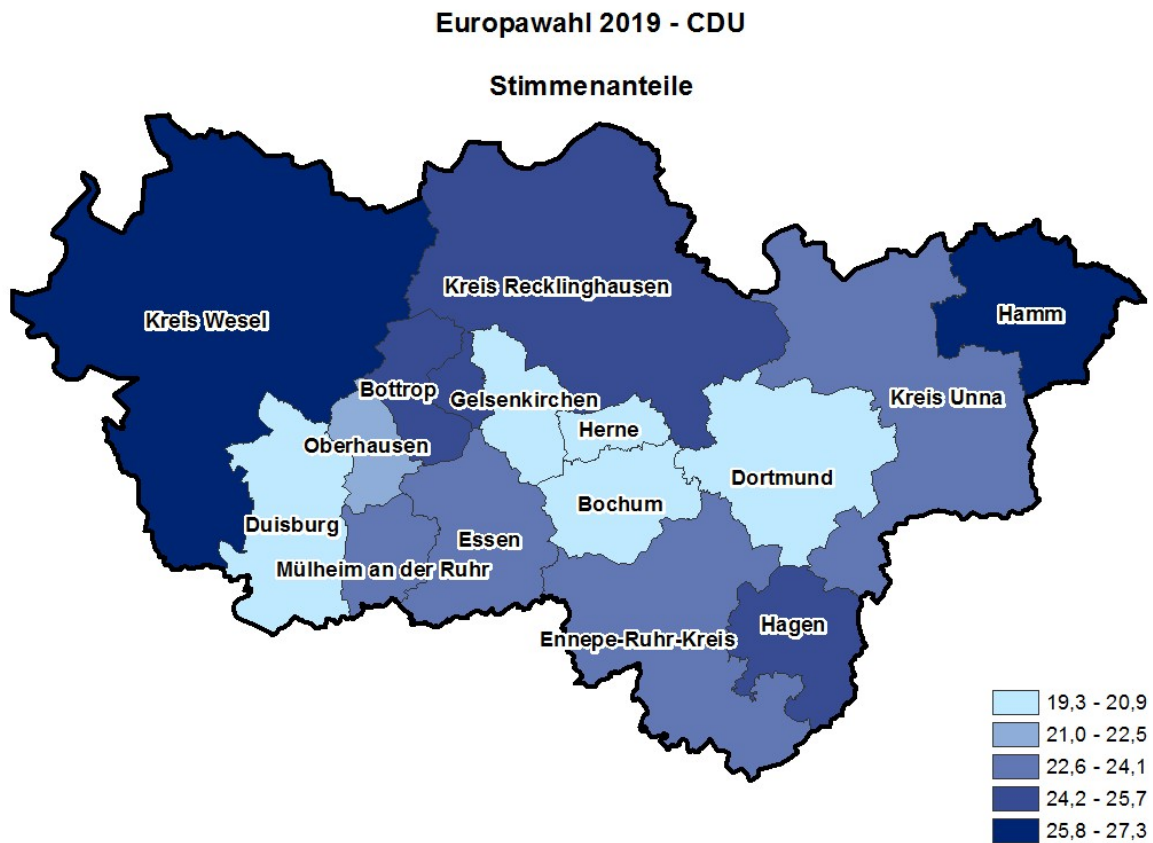 Europawahl 2019 - CDU
Stimmenanteile
Kreis Recklinghausen
Kreis Wesel
Hamm
Bottrop
Gelsenkirchen
Kreis Unna
Herne
Oberhausen
Dortmund
Bochum
Duisburg
Essen
Mülheim an der Ruhr
Hagen
Ennepe-Ruhr-Kreis
19,3 - 20,9
21,0 - 22,5
22,6 - 24,1
24,2 - 25,7
25,8 - 27,3